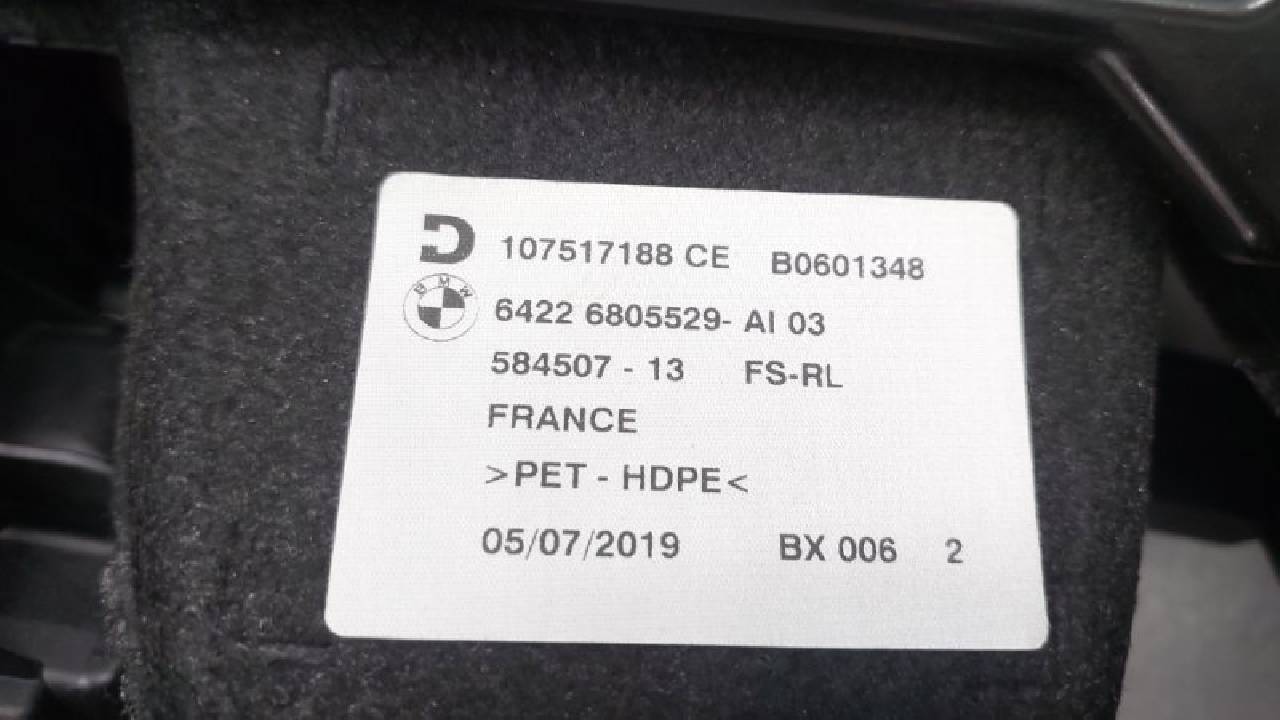 107517188 CE B0601348
BMW
6422 6805529- AI 03
584507 - 13 FS-RL
FRANCE
>PET - HDPE<
05/07/2019 BX 006 2